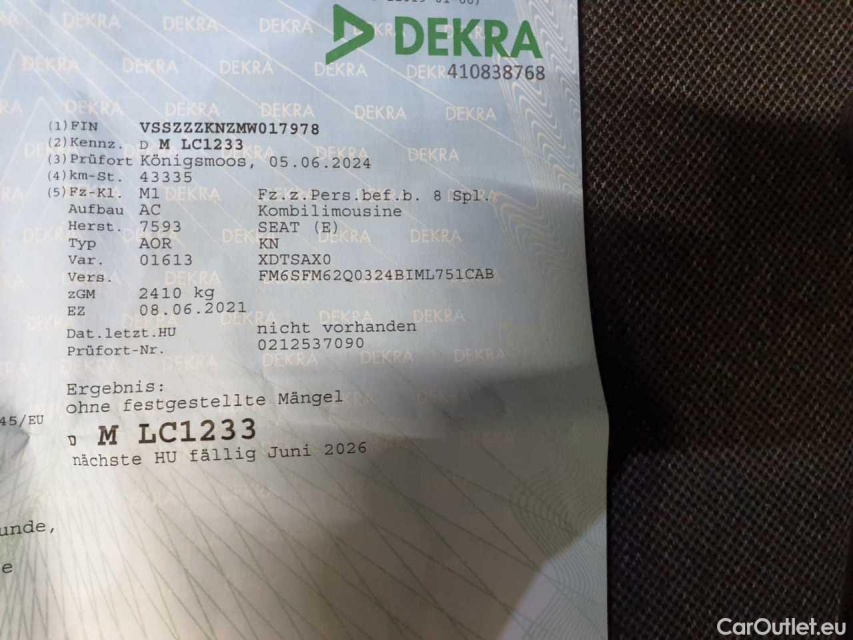 DEKRA
410838768
(1) FIN VSSZZZKNZMW017978
(2) Kennz. D M LC1233
(3) Prüfort Königsmoos, 05.06.2024
(4) km-St. 43335
(5) Fz-Kl. M1 Fz.z.Pers.bef.b. 8 Spl.
Aufbau AC Kombilimousine
Herst. 7593 SEAT (E)
Typ AOR KN
Var. 01613 XDTSAX0
Vers. FM6SFM62Q0324BIML751CAB
zGM 2410 kg
EZ 08.06.2021
Dat.letzt.HU nicht vorhanden
Prüfort-Nr. 0212537090
Ergebnis:
ohne festgestellte Mängel
45/EU
D M LC1233
nächste HU fällig Juni 2026
unde,
e
CarOutlet.eu